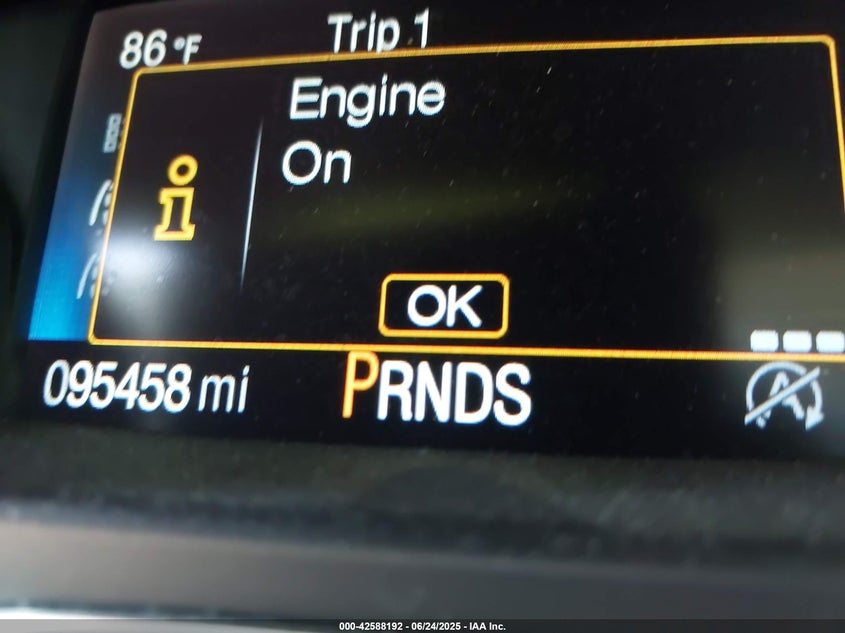 86 °F
Trip 1
Engine
On
i
OK
095458 mi
PRNDS
A
000-42588192 - 06/24/2025 - IAA Inc.